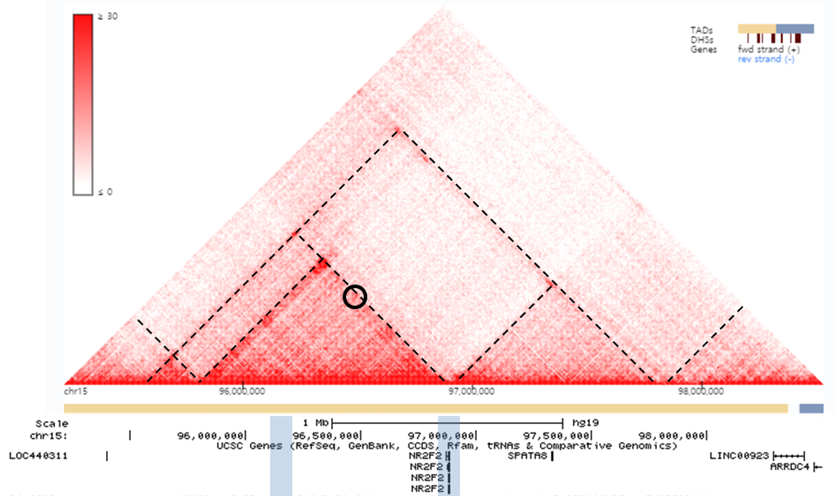 ≥ 30
≤ 0
TADs
DHSs
Genes
fwd strand (+)
rev strand (-)
chr15 96,000,000 97,000,000 98,000,000
Scale 1 Mb hg19
chr15: 96,000,000 96,500,000 97,000,000 97,500,000 98,000,000
UCSC Genes (RefSeq, GenBank, CCDS, Rfam, tRNAs & Comparative Genomics)
LOC440311 NR2F2 SPATA8 LINC00923
NR2F2 ARRDC4
NR2F2
NR2F2